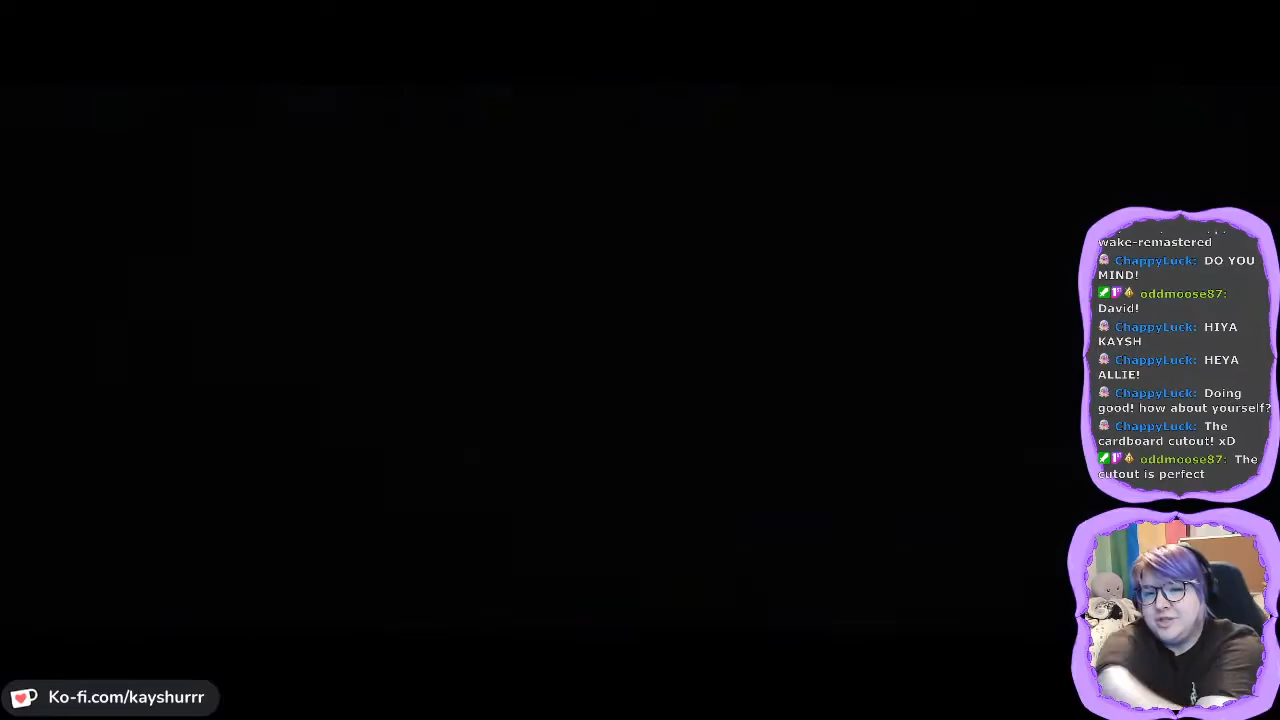 wake-remastered
ChappyLuck: DO YOU
MIND!
oddmoose87:
David!
ChappyLuck: HIYA
KAYSH
ChappyLuck: HEYA
ALLIE!
ChappyLuck: Doing
good! how about yourself?
ChappyLuck: The
cardboard cutout! xD
oddmoose87: The
cutout is perfect
Ko-fi.com/kayshurrr